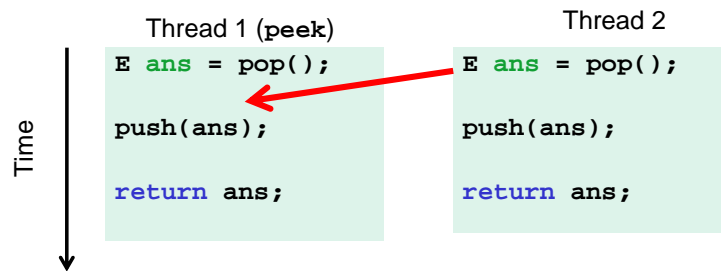 Thread 1 (peek)
E ans = pop();
push(ans);
return ans;
Thread 2
E ans = pop();
push(ans);
return ans;
Time